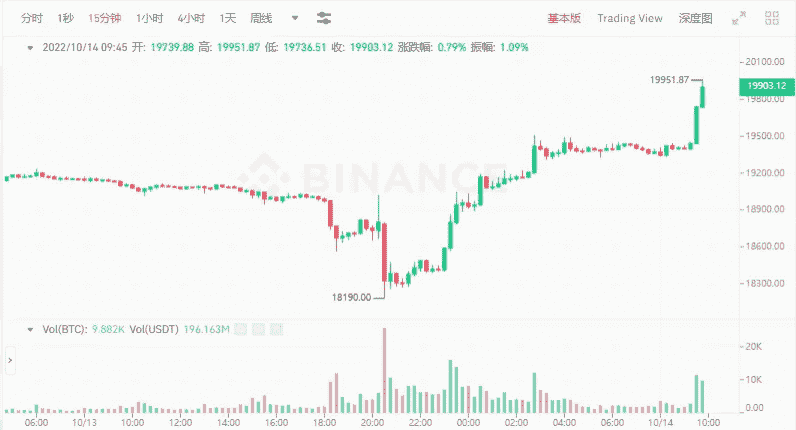 分时 1秒 15分钟 1小时 4小时 1天 周线 基本版 Trading View 深度图
2022/10/14 09:45 开: 19739.88 高: 19951.87 低: 19736.51 收: 19903.12 涨跌幅: 0.79% 振幅: 1.09%
20100.00
19951.87
19903.12
19800.00
19500.00
19200.00
BINANCE
18900.00
18600.00
18300.00
18190.00
Vol(BTC): 9.882K Vol(USDT) 196.163M
20K
10K
0.00
06:00 10/13 10:00 12:00 14:00 16:00 18:00 20:00 22:00 00:00 02:00 04:00 06:00 10/14 10:00